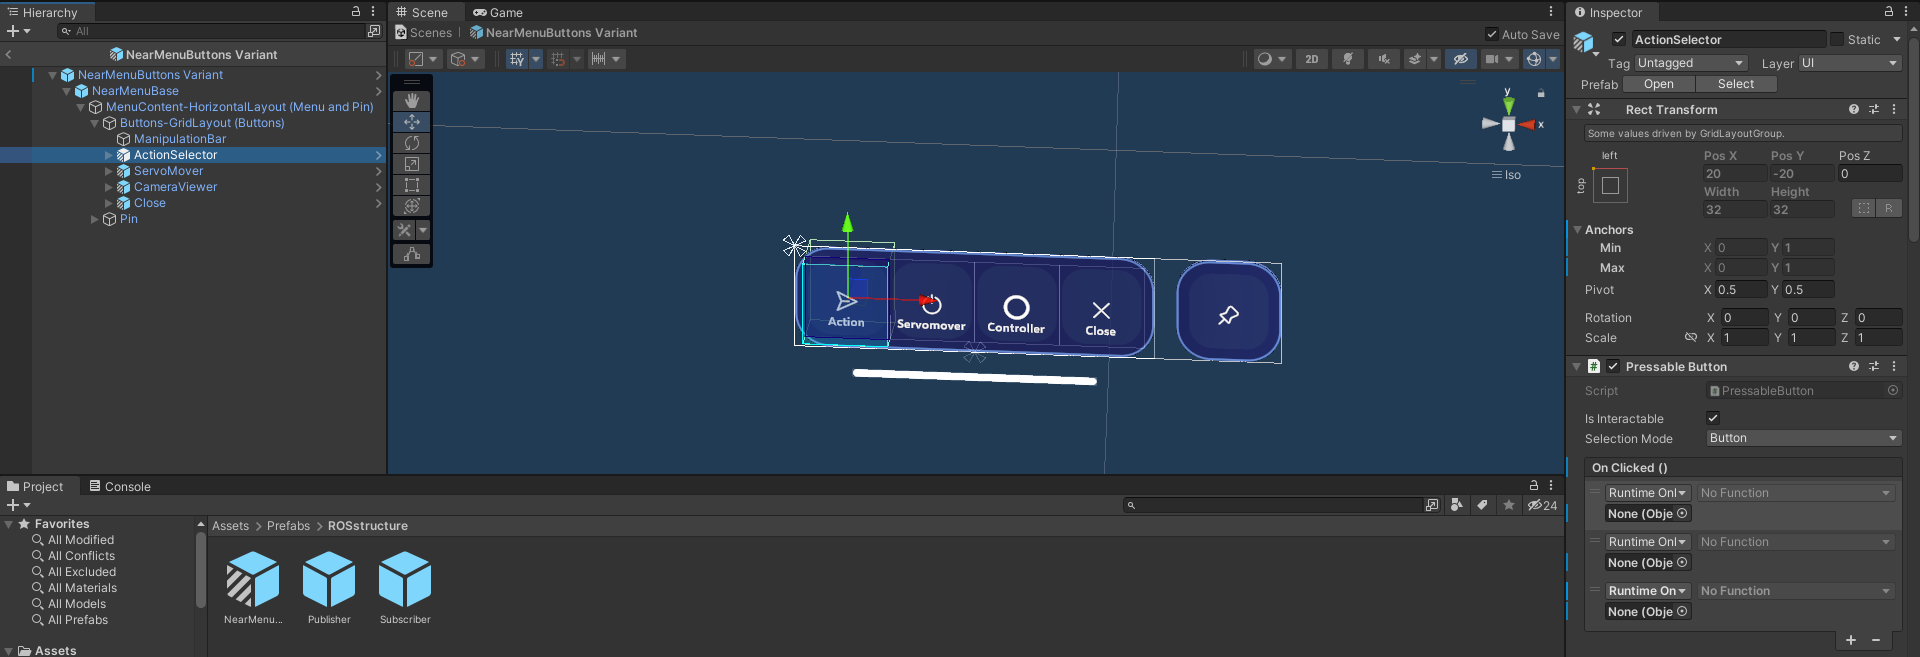 Hierarchy
All
NearMenuButtons Variant
NearMenuButtons Variant
NearMenuBase
MenuContent-HorizontalLayout (Menu and Pin)
Buttons-GridLayout (Buttons)
ManipulationBar
ActionSelector
ServoMover
CameraViewer
Close
Pin
Scene
Game
Scenes
NearMenuButtons Variant
Auto Save
2D
y
x
Iso
Action
Servomover
Controller
Close
Project
Console
24
Favorites
All Modified
All Conflicts
All Excluded
All Materials
All Models
All Prefabs
Assets
Assets > Prefabs > ROSstructure
NearMenu...
Publisher
Subscriber
Inspector
ActionSelector
Static
Tag Untagged Layer UI
Prefab Open Select
Rect Transform
Some values driven by GridLayoutGroup.
left
top
Pos X Pos Y Pos Z
20 -20 0
Width Height
32 32
R
Anchors
Min X 0 Y 1
Max X 0 Y 1
Pivot X 0.5 Y 0.5
Rotation X 0 Y 0 Z 0
Scale X 1 Y 1 Z 1
# Pressable Button
Script # PressableButton
Is Interactable
Selection Mode Button
On Clicked ()
Runtime Onl No Function
None (Obje
Runtime Onl No Function
None (Obje
Runtime On No Function
None (Obje